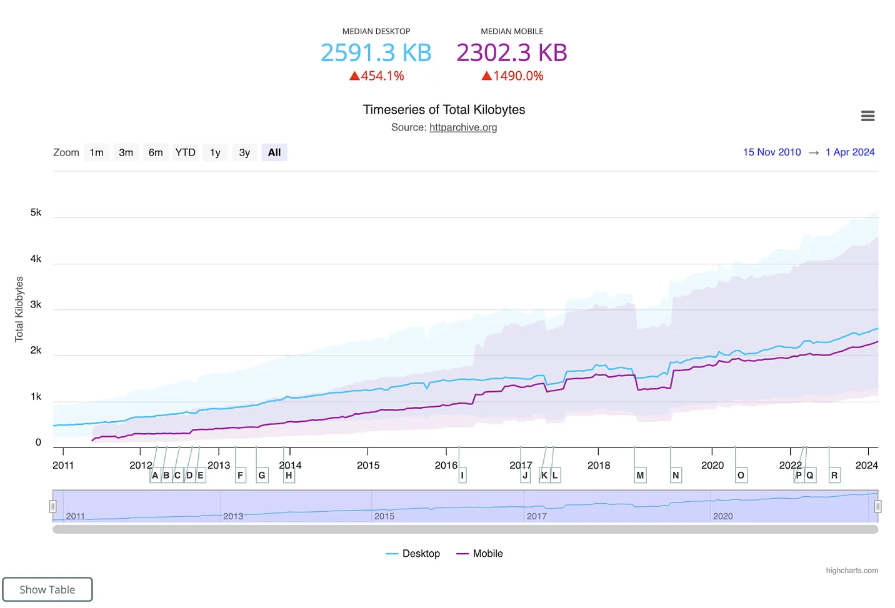 MEDIAN DESKTOP MEDIAN MOBILE
2591.3 KB 2302.3 KB
▲454.1% ▲1490.0%
Timeseries of Total Kilobytes
Source: httparchive.org
Zoom 1m 3m 6m YTD 1y 3y All 15 Nov 2010 → 1 Apr 2024
Total Kilobytes
5k
4k
3k
2k
1k
0
2011 2012 2013 2014 2015 2016 2017 2018 2020 2022 2024
A B C D E F G H I J K L M N O P Q R
2011 2013 2015 2017 2020
Desktop Mobile
highcharts.com
Show Table